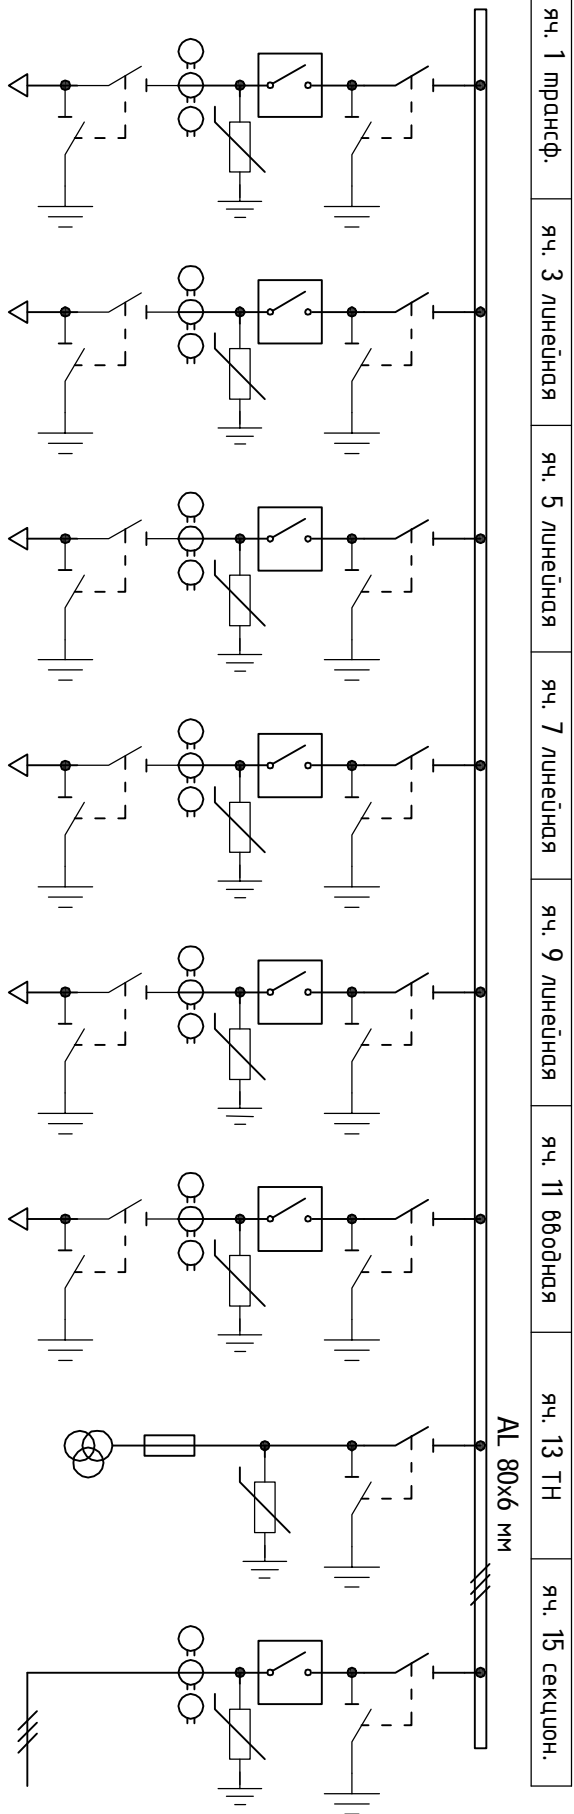 яч. 1 трансф.
яч. 3 линейная
яч. 5 линейная
яч. 7 линейная
яч. 9 линейная
яч. 11 вводная
яч. 13 ТН
яч. 15 секцион.
AL 80x6 мм